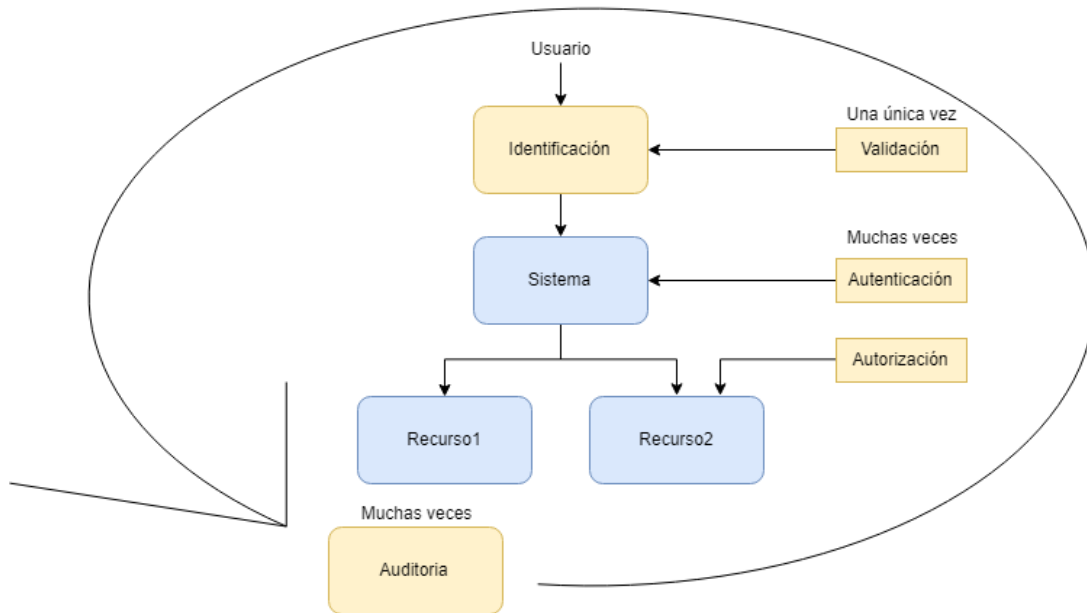 Usuario
Una única vez
Identificación
Validación
Muchas veces
Sistema
Autenticación
Autorización
Recurso1
Recurso2
Muchas veces
Auditoria